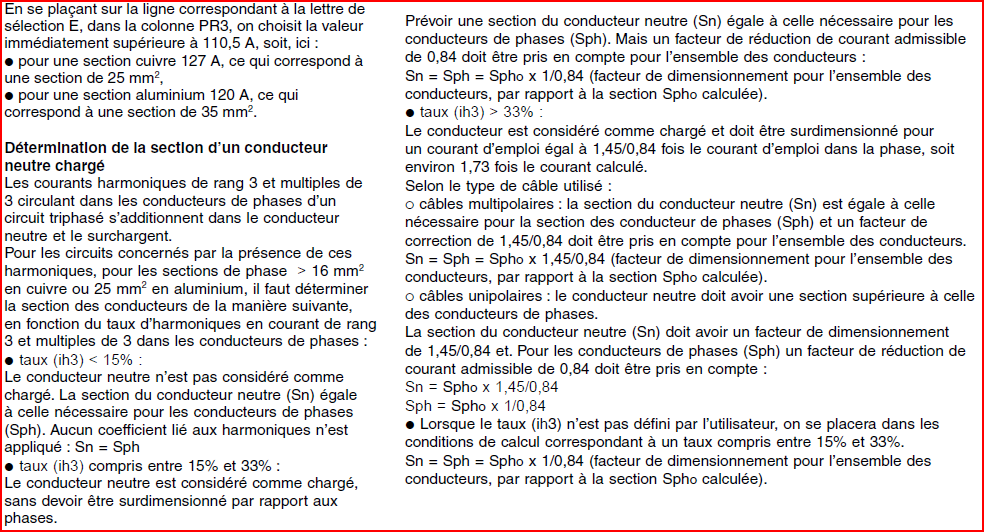 En se plaçant sur la ligne correspondant à la lettre de
sélection E, dans la colonne PR3, on choisit la valeur
immédiatement supérieure à 110,5 A, soit, ici :
● pour une section cuivre 127 A, ce qui correspond à
une section de 25 mm²,
● pour une section aluminium 120 A, ce qui
correspond à une section de 35 mm².
Détermination de la section d’un conducteur
neutre chargé
Les courants harmoniques de rang 3 et multiples de
3 circulant dans les conducteurs de phases d’un
circuit triphasé s’additionnent dans le conducteur
neutre et le surchargent.
Pour les circuits concernés par la présence de ces
harmoniques, pour les sections de phase > 16 mm²
en cuivre ou 25 mm² en aluminium, il faut déterminer
la section des conducteurs de la manière suivante,
en fonction du taux d’harmoniques en courant de rang
3 et multiples de 3 dans les conducteurs de phases :
● taux (ih3) < 15% :
Le conducteur neutre n’est pas considéré comme
chargé. La section du conducteur neutre (Sn) égale
à celle nécessaire pour les conducteurs de phases
(Sph). Aucun coefficient lié aux harmoniques n’est
appliqué : Sn = Sph
● taux (ih3) compris entre 15% et 33% :
Le conducteur neutre est considéré comme chargé,
sans devoir être surdimensionné par rapport aux
phases.
Prévoir une section du conducteur neutre (Sn) égale à celle nécessaire pour les
conducteurs de phases (Sph). Mais un facteur de réduction de courant admissible
de 0,84 doit être pris en compte pour l’ensemble des conducteurs :
Sn = Sph = Spho x 1/0,84 (facteur de dimensionnement pour l’ensemble des
conducteurs, par rapport à la section Spho calculée).
● taux (ih3) > 33% :
Le conducteur est considéré comme chargé et doit être surdimensionné pour
un courant d’emploi égal à 1,45/0,84 fois le courant d’emploi dans la phase, soit
environ 1,73 fois le courant calculé.
Selon le type de câble utilisé :
○ câbles multipolaires : la section du conducteur neutre (Sn) est égale à celle
nécessaire pour la section des conducteur de phases (Sph) et un facteur de
correction de 1,45/0,84 doit être pris en compte pour l’ensemble des conducteurs.
Sn = Sph = Spho x 1,45/0,84 (facteur de dimensionnement pour l’ensemble des
conducteurs, par rapport à la section Spho calculée).
○ câbles unipolaires : le conducteur neutre doit avoir une section supérieure à celle
des conducteurs de phases.
La section du conducteur neutre (Sn) doit avoir un facteur de dimensionnement
de 1,45/0,84 et. Pour les conducteurs de phases (Sph) un facteur de réduction de
courant admissible de 0,84 doit être pris en compte :
Sn = Spho x 1,45/0,84
Sph = Spho x 1/0,84
● Lorsque le taux (ih3) n’est pas défini par l’utilisateur, on se placera dans les
conditions de calcul correspondant à un taux compris entre 15% et 33%.
Sn = Sph = Spho x 1/0,84 (facteur de dimensionnement pour l’ensemble des
conducteurs, par rapport à la section Spho calculée).